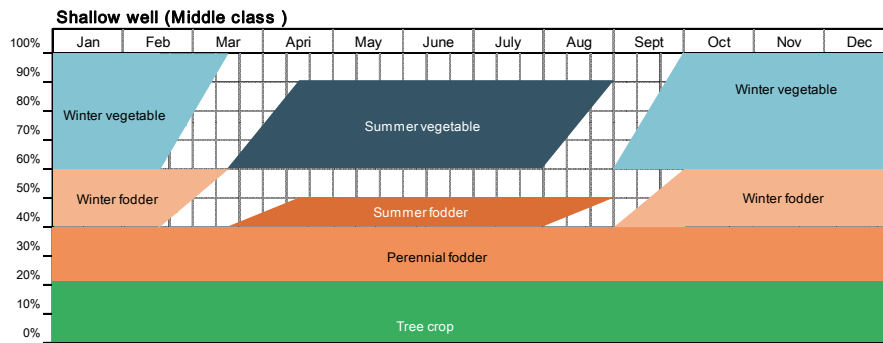 Shallow well (Middle class )
100% Jan Feb Mar Apri May June July Aug Sept Oct Nov Dec
90%
Winter vegetable
80%
Winter vegetable
Summer vegetable
70%
60%
50%
Winter fodder
Winter fodder
Summer fodder
40%
30%
Perennial fodder
20%
10%
Tree crop
0%